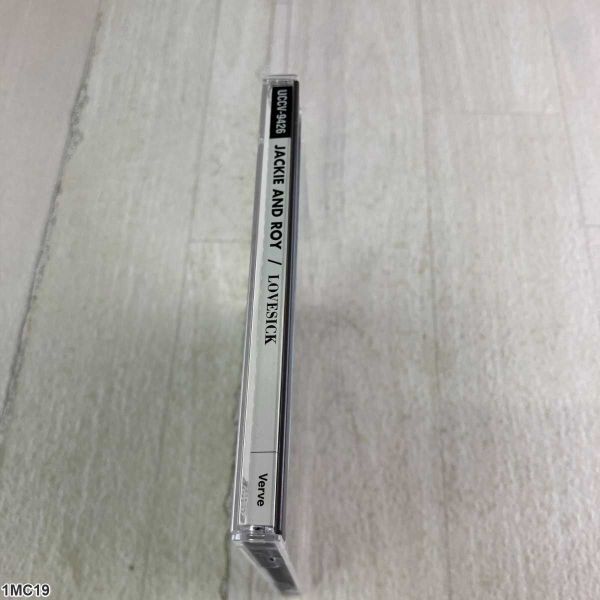 UCCV-9426
JACKIE AND ROY / LOVESICK
Verve
1MC19